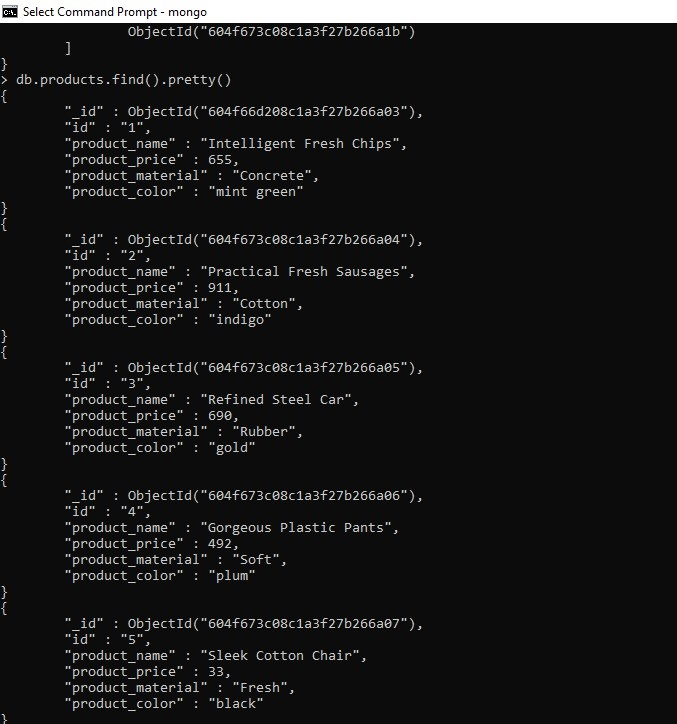 Select Command Prompt - mongo
ObjectId("604f673c08c1a3f27b266a1b")
]
}
> db.products.find().pretty()
{
"_id" : ObjectId("604f66d208c1a3f27b266a03"),
"id" : "1",
"product_name" : "Intelligent Fresh Chips",
"product_price" : 655,
"product_material" : "Concrete",
"product_color" : "mint green"
}
{
"_id" : ObjectId("604f673c08c1a3f27b266a04"),
"id" : "2",
"product_name" : "Practical Fresh Sausages",
"product_price" : 911,
"product_material" : "Cotton",
"product_color" : "indigo"
}
{
"_id" : ObjectId("604f673c08c1a3f27b266a05"),
"id" : "3",
"product_name" : "Refined Steel Car",
"product_price" : 690,
"product_material" : "Rubber",
"product_color" : "gold"
}
{
"_id" : ObjectId("604f673c08c1a3f27b266a06"),
"id" : "4",
"product_name" : "Gorgeous Plastic Pants",
"product_price" : 492,
"product_material" : "Soft",
"product_color" : "plum"
}
{
"_id" : ObjectId("604f673c08c1a3f27b266a07"),
"id" : "5",
"product_name" : "Sleek Cotton Chair",
"product_price" : 33,
"product_material" : "Fresh",
"product_color" : "black"
}